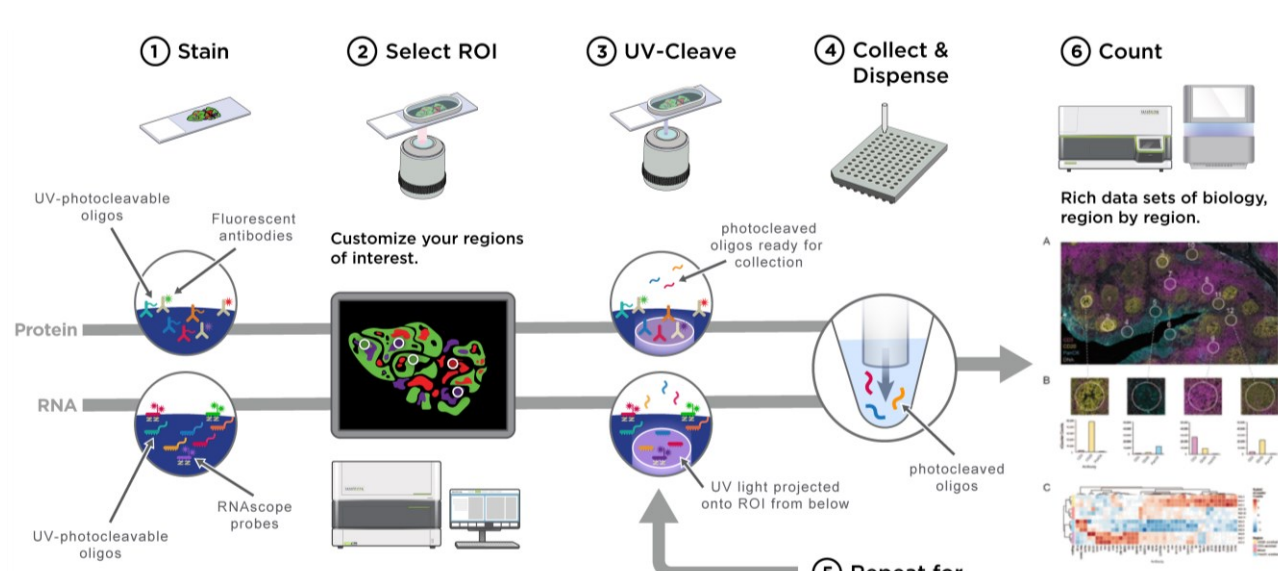 1 Stain
2 Select ROI
3 UV-Cleave
4 Collect &
Dispense
6 Count
UV-photocleavable
oligos
Fluorescent
antibodies
Customize your regions
of interest.
photocleaved
oligos ready for
collection
Rich data sets of biology,
region by region.
A
Protein
RNA
B
C
UV-photocleavable
oligos
RNAscope
probes
UV light projected
onto ROI from below
photocleaved
oligos
5 Repeat for